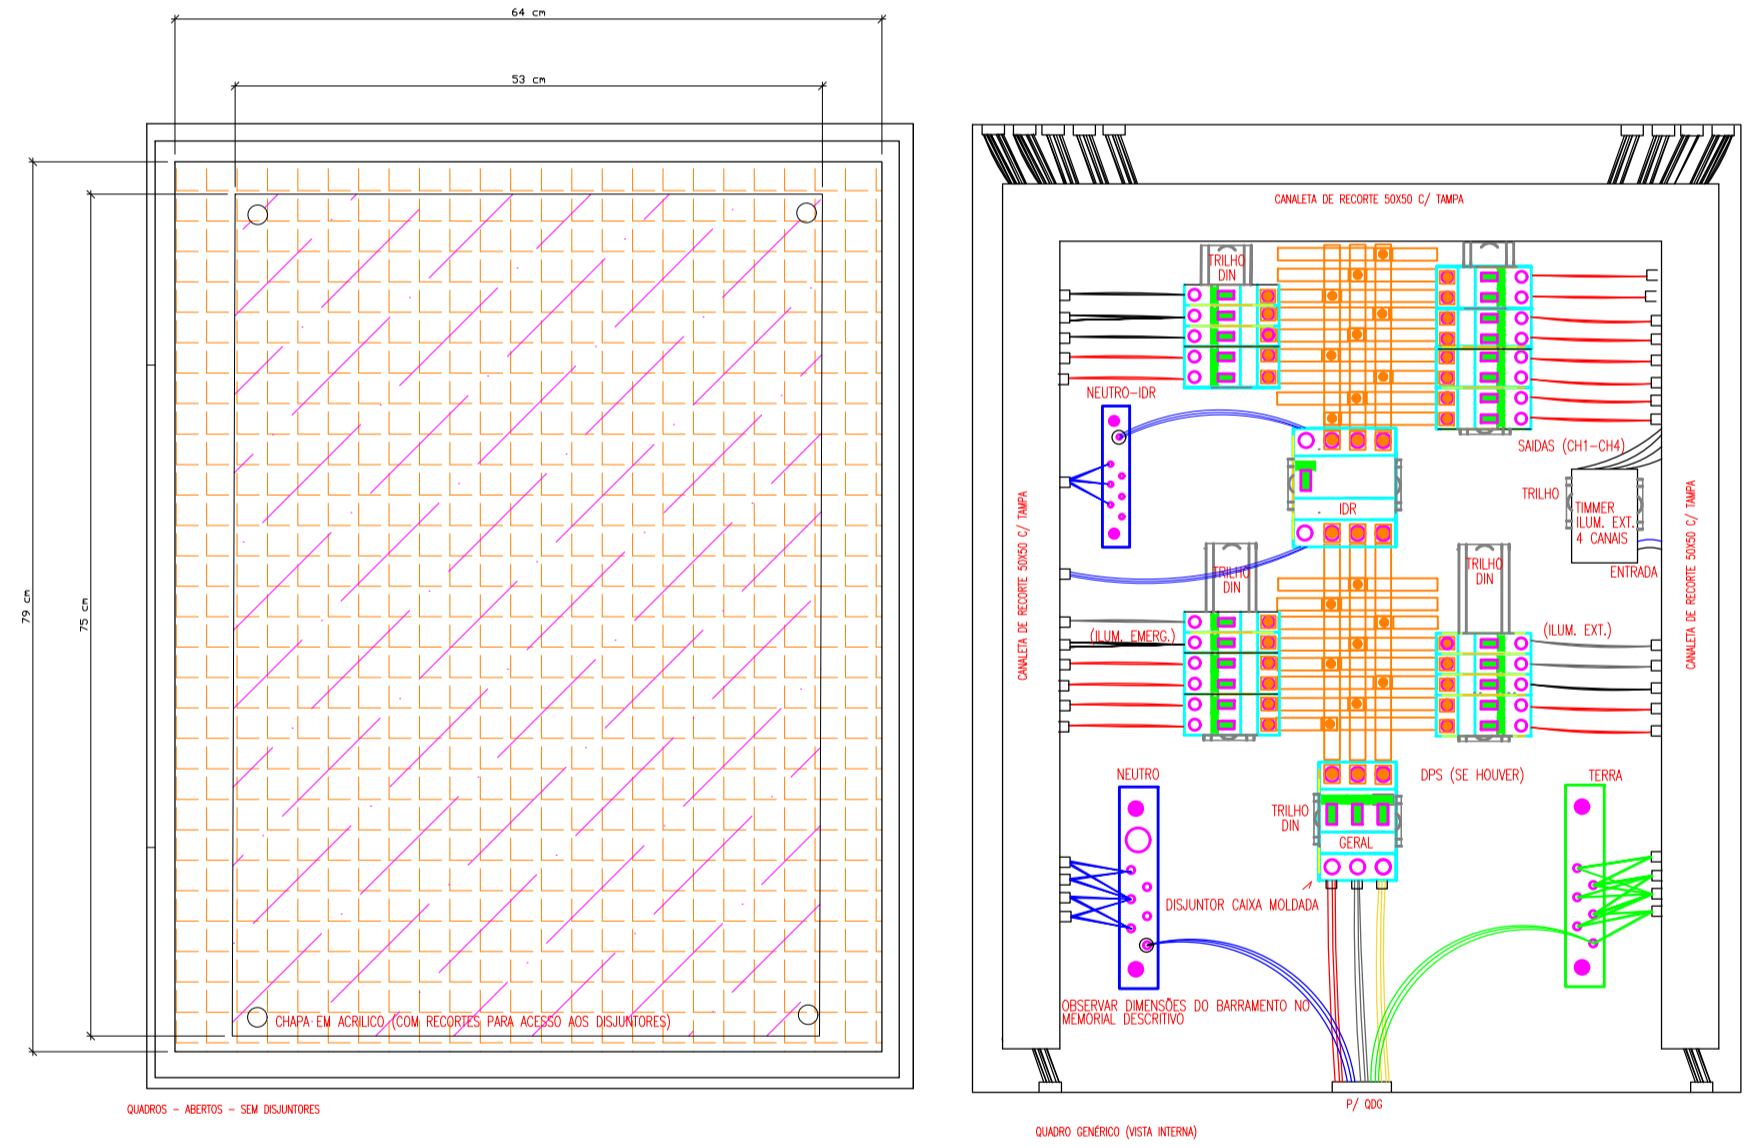 64 cm
53 cm
79 cm
75 cm
CHAPA EM ACRILICO (COM RECORTES PARA ACESSO AOS DISJUNTORES)
QUADROS - ABERTOS - SEM DISJUNTORES
CANALETA DE RECORTE 50X50 C/ TAMPA
TRILHO
DIN
NEUTRO-IDR
SAIDAS (CH1-CH4)
CANALETA DE RECORTE 50X50 C/ TAMPA
IDR
TRILHO
TIMMER
ILUM. EXT.
4 CANAIS
CANALETA DE RECORTE 50X50 C/ TAMPA
ENTRADA
TRILHO
DIN
TRILHO
DIN
(ILUM. EMERG.)
(ILUM. EXT.)
NEUTRO
DPS (SE HOUVER)
TERRA
TRILHO
DIN
GERAL
DISJUNTOR CAIXA MOLDADA
OBSERVAR DIMENSÕES DO BARRAMENTO NO
MEMORIAL DESCRITIVO
P/ QDG
QUADRO GENÉRICO (VISTA INTERNA)